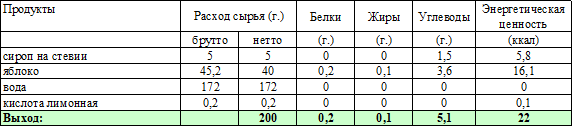 Продукты Расход сырья (г.) Белки Жиры Углеводы Энергетическая ценность
брутто нетто (г.) (г.) (г.) (ккал)
сироп на стевии 5 5 0 0 1,5 5,8
яблоко 45,2 40 0,2 0,1 3,6 16,1
вода 172 172 0 0 0 0
кислота лимонная 0,2 0,2 0 0 0 0,1
Выход: 200 0,2 0,1 5,1 22